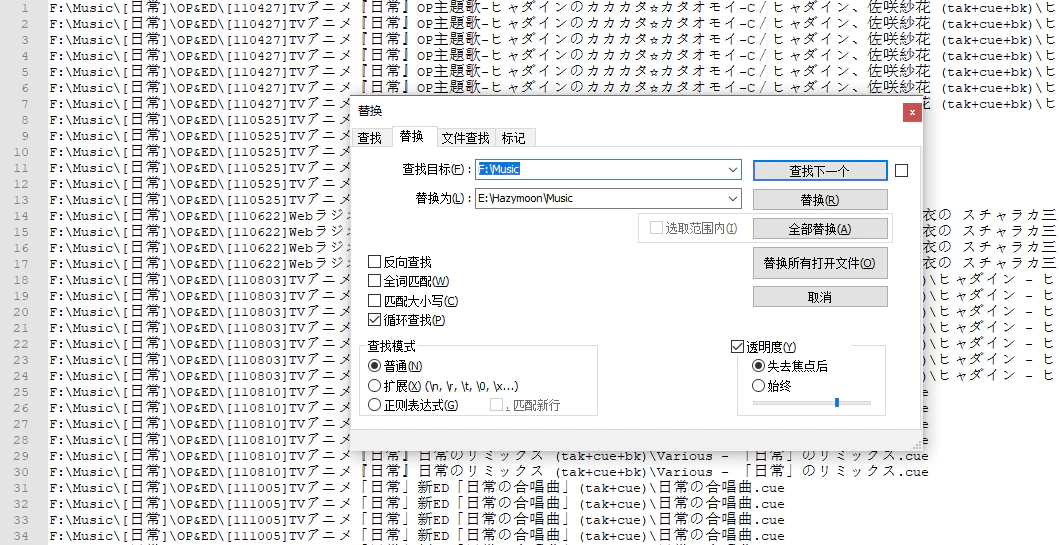 1 F:\Music\[日常]\OP&ED\[110427]TVアニメ『日常』OP主題歌-ヒャダインのカカカタ☆カタオモイ-C/ヒャダイン、佐咲紗花 (tak+cue+bk)\ヒ
2 F:\Music\[日常]\OP&ED\[110427]TVアニメ『日常』OP主題歌-ヒャダインのカカカタ☆カタオモイ-C/ヒャダイン、佐咲紗花 (tak+cue+bk)\ヒ
3 F:\Music\[日常]\OP&ED\[110427]TVアニメ『日常』OP主題歌-ヒャダインのカカカタ☆カタオモイ-C/ヒャダイン、佐咲紗花 (tak+cue+bk)\ヒ
4 F:\Music\[日常]\OP&ED\[110427]TVアニメ『日常』OP主題歌-ヒャダインのカカカタ☆カタオモイ-C/ヒャダイン、佐咲紗花 (tak+cue+bk)\ヒ
5 F:\Music\[日常]\OP&ED\[110427]TVアニメ『日常』OP主題歌-ヒャダインのカカカタ☆カタオモイ-C/ヒャダイン、佐咲紗花 (tak+cue+bk)\ヒ
6 F:\Music\[日常]\OP&ED\[110427]TVアニメ『日常』OP主題歌-ヒャダインのカカカタ☆カタオモイ-C/ヒャダイン、佐咲紗花 (tak+cue+bk)\ヒ
7 F:\Music\[日常]\OP&ED\[110427]TVアニメ (tak+cue+bk)\ヒ
8 F:\Music\[日常]\OP&ED\[110525]TVアニメ
9 F:\Music\[日常]\OP&ED\[110525]TVアニメ
10 F:\Music\[日常]\OP&ED\[110525]TVアニメ
11 F:\Music\[日常]\OP&ED\[110525]TVアニメ
12 F:\Music\[日常]\OP&ED\[110525]TVアニメ
13 F:\Music\[日常]\OP&ED\[110525]TVアニメ
14 F:\Music\[日常]\OP&ED\[110622]Webラジオ 衣の スチャラカ三
15 F:\Music\[日常]\OP&ED\[110622]Webラジオ 衣の スチャラカ三
16 F:\Music\[日常]\OP&ED\[110622]Webラジオ 衣の スチャラカ三
17 F:\Music\[日常]\OP&ED\[110622]Webラジオ 衣の スチャラカ三
18 F:\Music\[日常]\OP&ED\[110803]TVアニメ )\ヒャダイン - ヒ
19 F:\Music\[日常]\OP&ED\[110803]TVアニメ )\ヒャダイン - ヒ
20 F:\Music\[日常]\OP&ED\[110803]TVアニメ )\ヒャダイン - ヒ
21 F:\Music\[日常]\OP&ED\[110803]TVアニメ )\ヒャダイン - ヒ
22 F:\Music\[日常]\OP&ED\[110803]TVアニメ )\ヒャダイン - ヒ
23 F:\Music\[日常]\OP&ED\[110803]TVアニメ )\ヒャダイン - ヒ
24 F:\Music\[日常]\OP&ED\[110803]TVアニメ )\ヒャダイン - ヒ
25 F:\Music\[日常]\OP&ED\[110810]TVアニメ e
26 F:\Music\[日常]\OP&ED\[110810]TVアニメ e
27 F:\Music\[日常]\OP&ED\[110810]TVアニメ e
28 F:\Music\[日常]\OP&ED\[110810]TVアニメ e
29 F:\Music\[日常]\OP&ED\[110810]TVアニメ『日常』日常のリミックス (tak+cue+bk)\Various - 「日常」のリミックス.cue
30 F:\Music\[日常]\OP&ED\[110810]TVアニメ『日常』日常のリミックス (tak+cue+bk)\Various - 「日常」のリミックス.cue
31 F:\Music\[日常]\OP&ED\[111005]TVアニメ「日常」新ED「日常の合唱曲」(tak+cue)\日常の合唱曲.cue
32 F:\Music\[日常]\OP&ED\[111005]TVアニメ「日常」新ED「日常の合唱曲」(tak+cue)\日常の合唱曲.cue
33 F:\Music\[日常]\OP&ED\[111005]TVアニメ「日常」新ED「日常の合唱曲」(tak+cue)\日常の合唱曲.cue
34 F:\Music\[日常]\OP&ED\[111005]TVアニメ「日常」新ED「日常の合唱曲」(tak+cue)\日常の合唱曲.cue
替换
查找 替换 文件查找 标记
查找目标(F): F:\Music 查找下一个
替换为(L): E:\Hazymoon\Music 替换(R)
选取范围内(I) 全部替换(A)
反向查找 替换所有打开文件(O)
全词匹配(W)
匹配大小写(C) 取消
循环查找(P)
查找模式 透明度(Y)
普通(N) 失去焦点后
扩展(X) (\n, \r, \t, \0, \x...) 始终
正则表达式(G) . 匹配新行